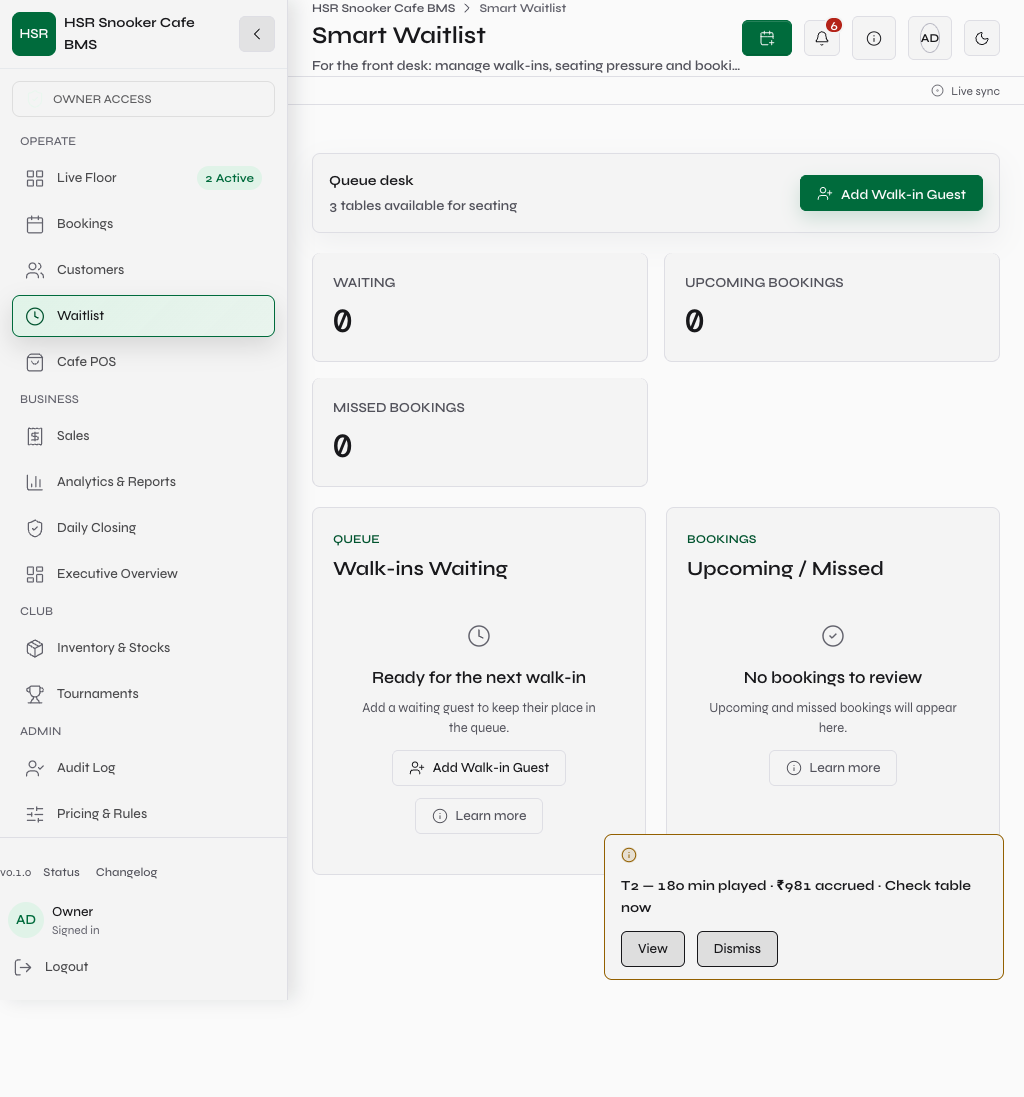 HSR
HSR Snooker Cafe
BMS
OWNER ACCESS
OPERATE
Live Floor
2 Active
Bookings
Customers
Waitlist
Cafe POS
BUSINESS
Sales
Analytics & Reports
Daily Closing
Executive Overview
CLUB
Inventory & Stocks
Tournaments
ADMIN
Audit Log
Pricing & Rules
v0.1.0 Status Changelog
AD
Owner
Signed in
Logout
HSR Snooker Cafe BMS > Smart Waitlist
Smart Waitlist
For the front desk: manage walk-ins, seating pressure and booki...
6
AD
Live sync
Queue desk
3 tables available for seating
Add Walk-in Guest
WAITING
0
UPCOMING BOOKINGS
0
MISSED BOOKINGS
0
QUEUE
Walk-ins Waiting
Ready for the next walk-in
Add a waiting guest to keep their place in
the queue.
Add Walk-in Guest
Learn more
BOOKINGS
Upcoming / Missed
No bookings to review
Upcoming and missed bookings will appear
here.
Learn more
T2 — 180 min played · ₹981 accrued · Check table
now
View
Dismiss